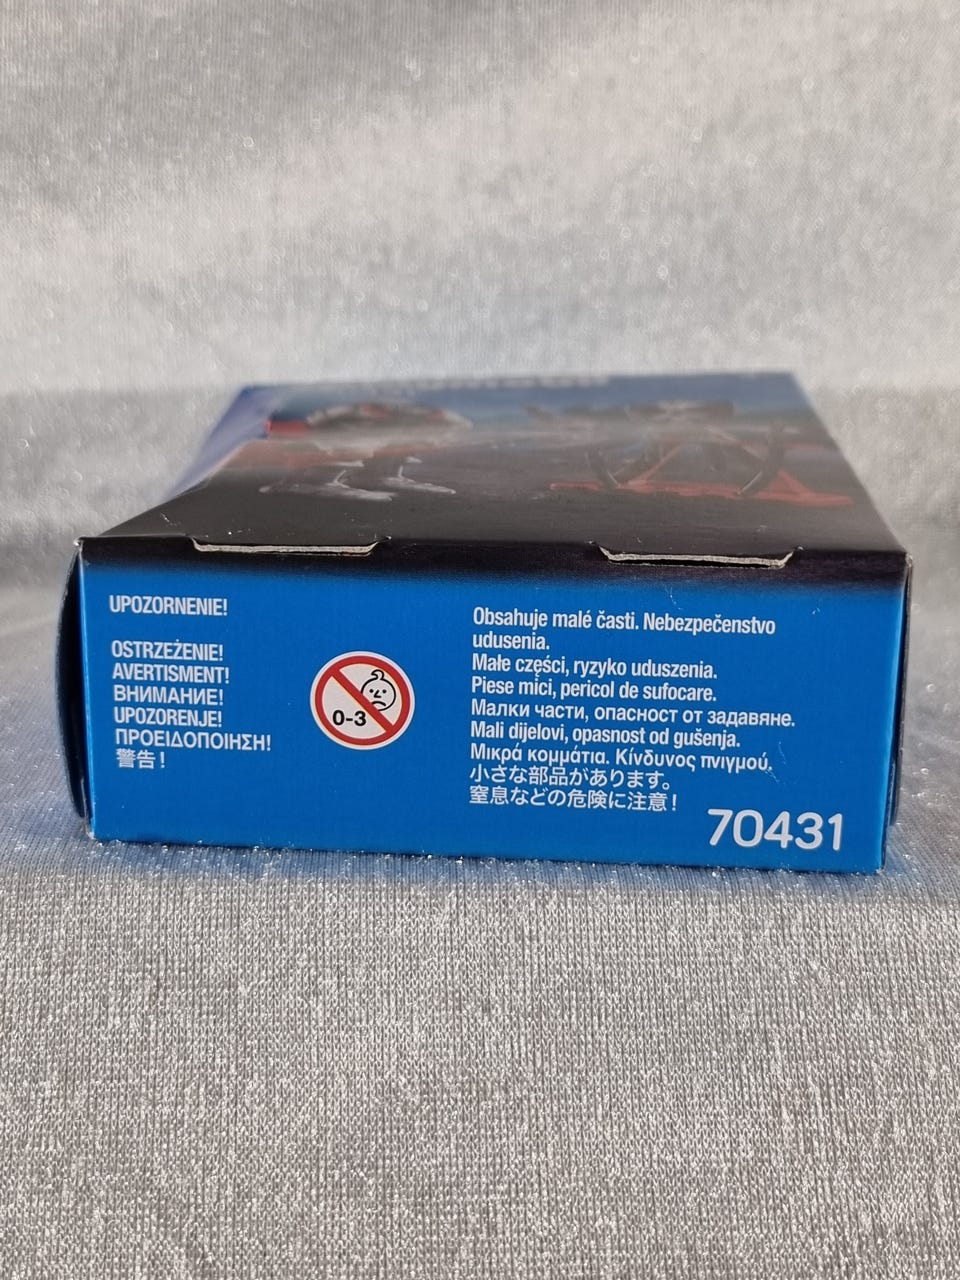 UPOZORNENIE!
OSTRZEŻENIE!
AVERTISMENT!
ВНИМАНИЕ!
UPOZORENJE!
ΠΡΟΕΙΔΟΠΟΙΗΣΗ!
警告!
0-3
Obsahuje malé časti. Nebezpečenstvo
udusenia.
Małe części, ryzyko uduszenia.
Piese mici, pericol de sufocare.
Малки части, опасност от задавяне.
Mali dijelovi, opasnost od gušenja.
Μικρά κομμάτια. Κίνδυνος πνιγμού.
小さな部品があります。
窒息などの危険に注意!
70431